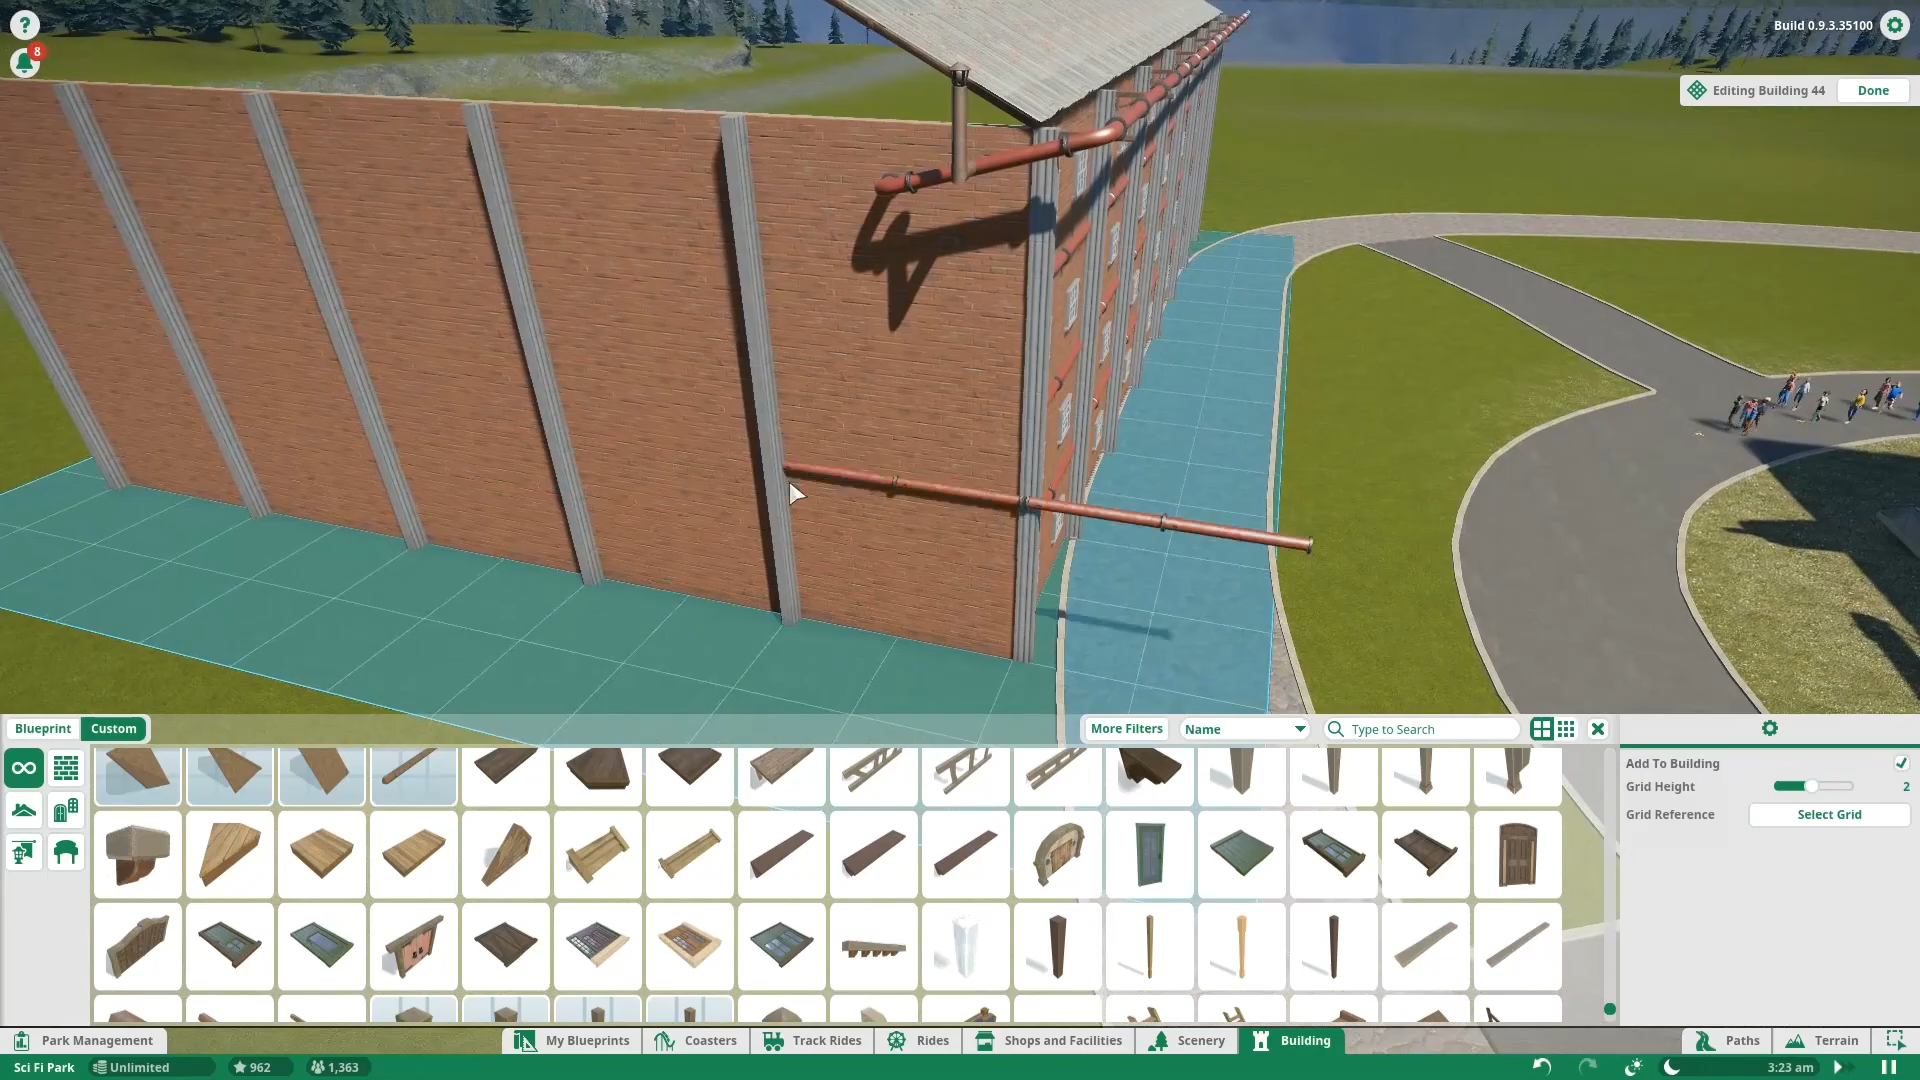 ?
8
Build 0.9.3.35100
Editing Building 44
Done
Blueprint
Custom
More Filters
Name
Type to Search
Add To Building
Grid Height
2
Grid Reference
Select Grid
Park Management
My Blueprints
Coasters
Track Rides
Rides
Shops and Facilities
Scenery
Building
Paths
Terrain
Sci Fi Park
Unlimited
962
1,363
3:23 am